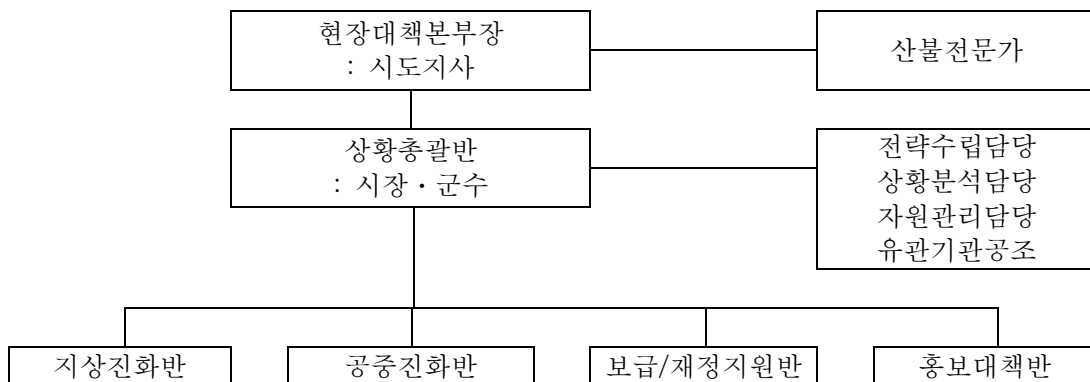 현장대책본부장
: 시도지사
산불전문가
상황총괄반
: 시장・군수
전략수립담당
상황분석담당
자원관리담당
유관기관공조
지상진화반
공중진화반
보급/재정지원반
홍보대책반